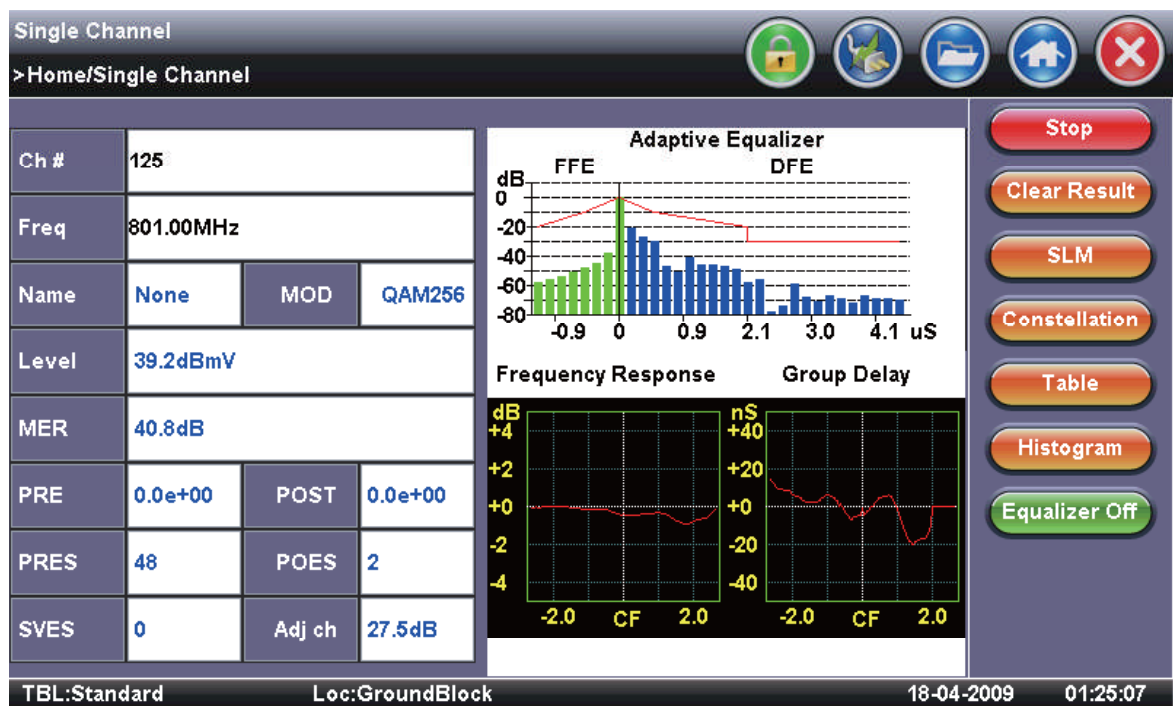 Single Channel
>Home/Single Channel
Ch # 125
Freq 801.00MHz
Name None MOD QAM256
Level 39.2dBmV
MER 40.8dB
PRE 0.0e+00 POST 0.0e+00
PRES 48 POES 2
SVES 0 Adj ch 27.5dB
Adaptive Equalizer
FFE DFE
dB
0
-20
-40
-60
-80
-0.9 0 0.9 2.1 3.0 4.1 uS
Frequency Response Group Delay
dB
+4
+2
+0
-2
-4
-2.0 CF 2.0
nS
+40
+20
+0
-20
-40
-2.0 CF 2.0
Stop
Clear Result
SLM
Constellation
Table
Histogram
Equalizer Off
TBL:Standard Loc:GroundBlock 18-04-2009 01:25:07